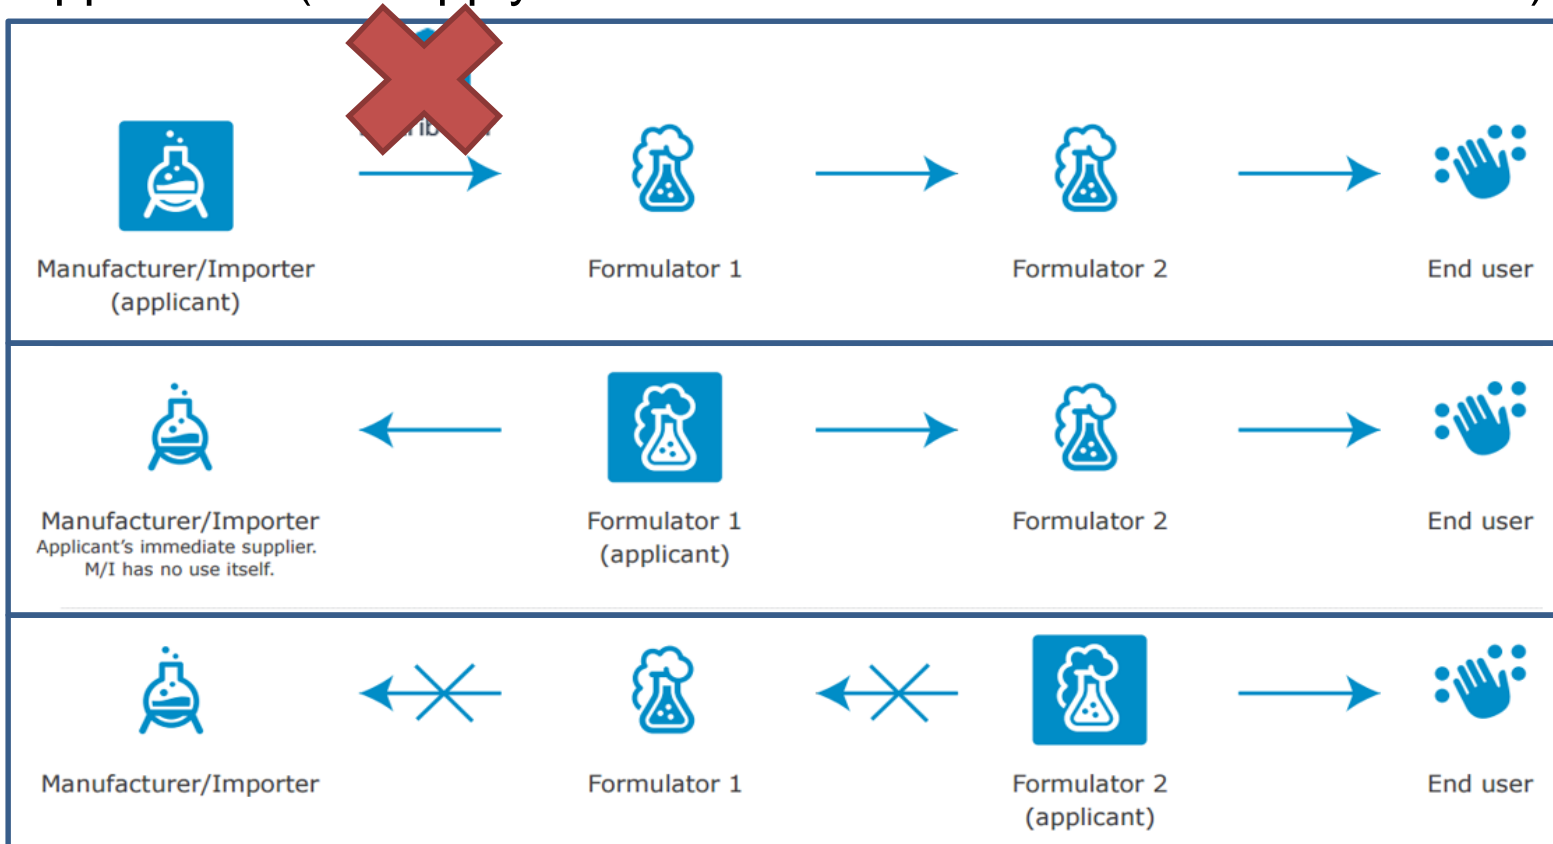 Manufacturer/Importer
(applicant)
Formulator 1
Formulator 2
End user
Manufacturer/Importer
Applicant's immediate supplier.
M/I has no use itself.
Formulator 1
(applicant)
Formulator 2
End user
Manufacturer/Importer
Formulator 1
Formulator 2
(applicant)
End user